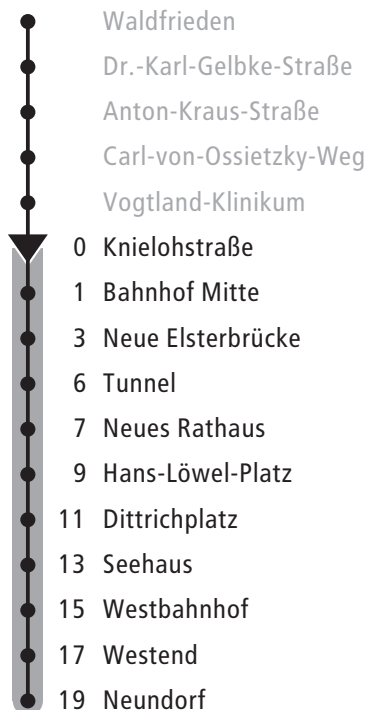 Waldfrieden
Dr.-Karl-Gelbke-Straße
Anton-Kraus-Straße
Carl-von-Ossietzky-Weg
Vogtland-Klinikum
0 Knielohstraße
1 Bahnhof Mitte
3 Neue Elsterbrücke
6 Tunnel
7 Neues Rathaus
9 Hans-Löwel-Platz
11 Dittrichplatz
13 Seehaus
15 Westbahnhof
17 Westend
19 Neundorf